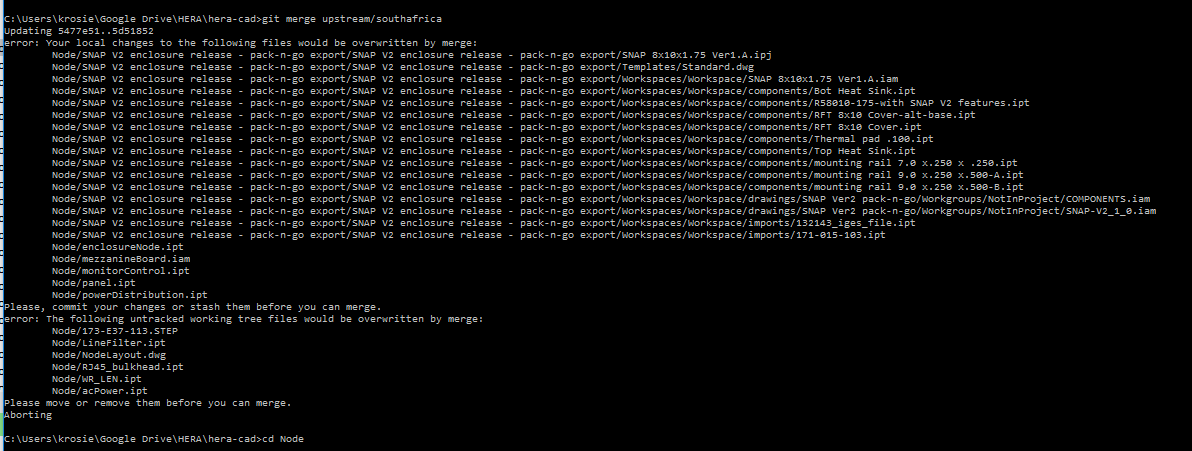 C:\Users\krosie\Google Drive\HERA\hera-cad>git merge upstream/southafrica
Updating 5477e51..5d51852
error: Your local changes to the following files would be overwritten by merge:
Node/SNAP V2 enclosure release - pack-n-go export/SNAP V2 enclosure release - pack-n-go export/SNAP 8x10x1.75 Ver1.A.ipj
Node/SNAP V2 enclosure release - pack-n-go export/SNAP V2 enclosure release - pack-n-go export/Templates/Standard.dwg
Node/SNAP V2 enclosure release - pack-n-go export/SNAP V2 enclosure release - pack-n-go export/Workspaces/Workspace/SNAP 8x10x1.75 Ver1.A.iam
Node/SNAP V2 enclosure release - pack-n-go export/SNAP V2 enclosure release - pack-n-go export/Workspaces/Workspace/components/Bot Heat Sink.ipt
Node/SNAP V2 enclosure release - pack-n-go export/SNAP V2 enclosure release - pack-n-go export/Workspaces/Workspace/components/R58010-175-with SNAP V2 features.ipt
Node/SNAP V2 enclosure release - pack-n-go export/SNAP V2 enclosure release - pack-n-go export/Workspaces/Workspace/components/RFT 8x10 Cover-alt-base.ipt
Node/SNAP V2 enclosure release - pack-n-go export/SNAP V2 enclosure release - pack-n-go export/Workspaces/Workspace/components/RFT 8x10 Cover.ipt
Node/SNAP V2 enclosure release - pack-n-go export/SNAP V2 enclosure release - pack-n-go export/Workspaces/Workspace/components/Thermal pad .100.ipt
Node/SNAP V2 enclosure release - pack-n-go export/SNAP V2 enclosure release - pack-n-go export/Workspaces/Workspace/components/Top Heat Sink.ipt
Node/SNAP V2 enclosure release - pack-n-go export/SNAP V2 enclosure release - pack-n-go export/Workspaces/Workspace/components/mounting rail 7.0 x.250 x .250.ipt
Node/SNAP V2 enclosure release - pack-n-go export/SNAP V2 enclosure release - pack-n-go export/Workspaces/Workspace/components/mounting rail 9.0 x.250 x.500-A.ipt
Node/SNAP V2 enclosure release - pack-n-go export/SNAP V2 enclosure release - pack-n-go export/Workspaces/Workspace/components/mounting rail 9.0 x.250 x.500-B.ipt
Node/SNAP V2 enclosure release - pack-n-go export/SNAP V2 enclosure release - pack-n-go export/Workspaces/Workspace/drawings/SNAP Ver2 pack-n-go/Workgroups/NotInProject/COMPONENTS.iam
Node/SNAP V2 enclosure release - pack-n-go export/SNAP V2 enclosure release - pack-n-go export/Workspaces/Workspace/drawings/SNAP Ver2 pack-n-go/Workgroups/NotInProject/SNAP-V2_1_0.iam
Node/SNAP V2 enclosure release - pack-n-go export/SNAP V2 enclosure release - pack-n-go export/Workspaces/Workspace/imports/132143_iges_file.ipt
Node/SNAP V2 enclosure release - pack-n-go export/SNAP V2 enclosure release - pack-n-go export/Workspaces/Workspace/imports/171-015-103.ipt
Node/enclosureNode.ipt
Node/mezzanineBoard.iam
Node/monitorControl.ipt
Node/panel.ipt
Node/powerDistribution.ipt
Please, commit your changes or stash them before you can merge.
error: The following untracked working tree files would be overwritten by merge:
Node/173-E37-113.STEP
Node/LineFilter.ipt
Node/NodeLayout.dwg
Node/RJ45_bulkhead.ipt
Node/WR_LEN.ipt
Node/acPower.ipt
Please move or remove them before you can merge.
Aborting
C:\Users\krosie\Google Drive\HERA\hera-cad>cd Node